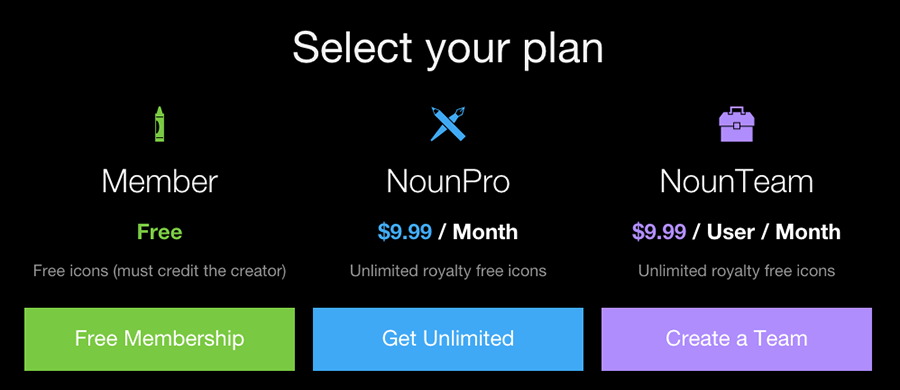 Select your plan
Member
Free
Free icons (must credit the creator)
Free Membership
NounPro
$9.99 / Month
Unlimited royalty free icons
Get Unlimited
NounTeam
$9.99 / User / Month
Unlimited royalty free icons
Create a Team